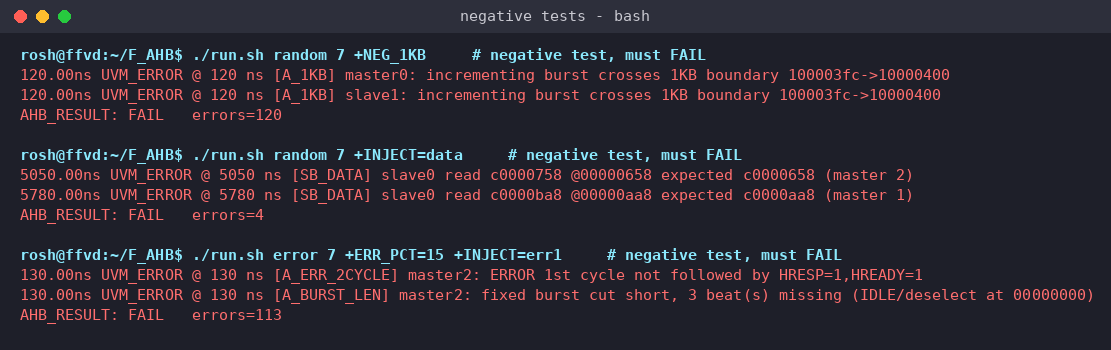 negative tests - bash
rosh@ffvd:~/F_AHB$ ./run.sh random 7 +NEG_1KB     # negative test, must FAIL
120.00ns UVM_ERROR @ 120 ns [A_1KB] master0: incrementing burst crosses 1KB boundary 100003fc->10000400
120.00ns UVM_ERROR @ 120 ns [A_1KB] slave1: incrementing burst crosses 1KB boundary 100003fc->10000400
AHB_RESULT: FAIL   errors=120
rosh@ffvd:~/F_AHB$ ./run.sh random 7 +INJECT=data     # negative test, must FAIL
5050.00ns UVM_ERROR @ 5050 ns [SB_DATA] slave0 read c0000758 @00000658 expected c0000658 (master 2)
5780.00ns UVM_ERROR @ 5780 ns [SB_DATA] slave0 read c0000ba8 @00000aa8 expected c0000aa8 (master 1)
AHB_RESULT: FAIL   errors=4
rosh@ffvd:~/F_AHB$ ./run.sh error 7 +ERR_PCT=15 +INJECT=err1     # negative test, must FAIL
130.00ns UVM_ERROR @ 130 ns [A_ERR_2CYCLE] master2: ERROR 1st cycle not followed by HRESP=1,HREADY=1
130.00ns UVM_ERROR @ 130 ns [A_BURST_LEN] master2: fixed burst cut short, 3 beat(s) missing (IDLE/deselect at 00000000)
AHB_RESULT: FAIL   errors=113